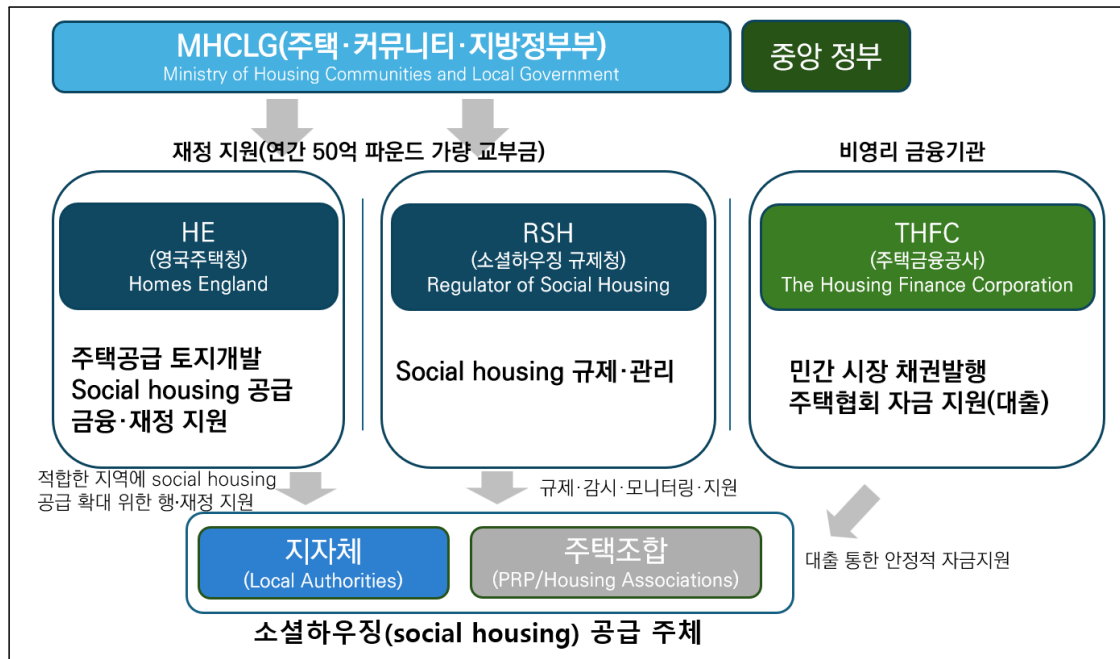 MHCLG(주택·커뮤니티·지방정부부)
Ministry of Housing Communities and Local Government
중앙 정부
재정 지원(연간 50억 파운드 가량 교부금)
비영리 금융기관
HE
(영국주택청)
Homes England
주택공급 토지개발
Social housing 공급
금융·재정 지원
RSH
(소셜하우징 규제청)
Regulator of Social Housing
Social housing 규제·관리
THFC
(주택금융공사)
The Housing Finance Corporation
민간 시장 채권발행
주택협회 자금 지원(대출)
적합한 지역에 social housing
공급 확대 위한 행·재정 지원
규제·감시·모니터링·지원
대출 통한 안정적 자금지원
지자체
(Local Authorities)
주택조합
(PRP/Housing Associations)
소셜하우징(social housing) 공급 주체